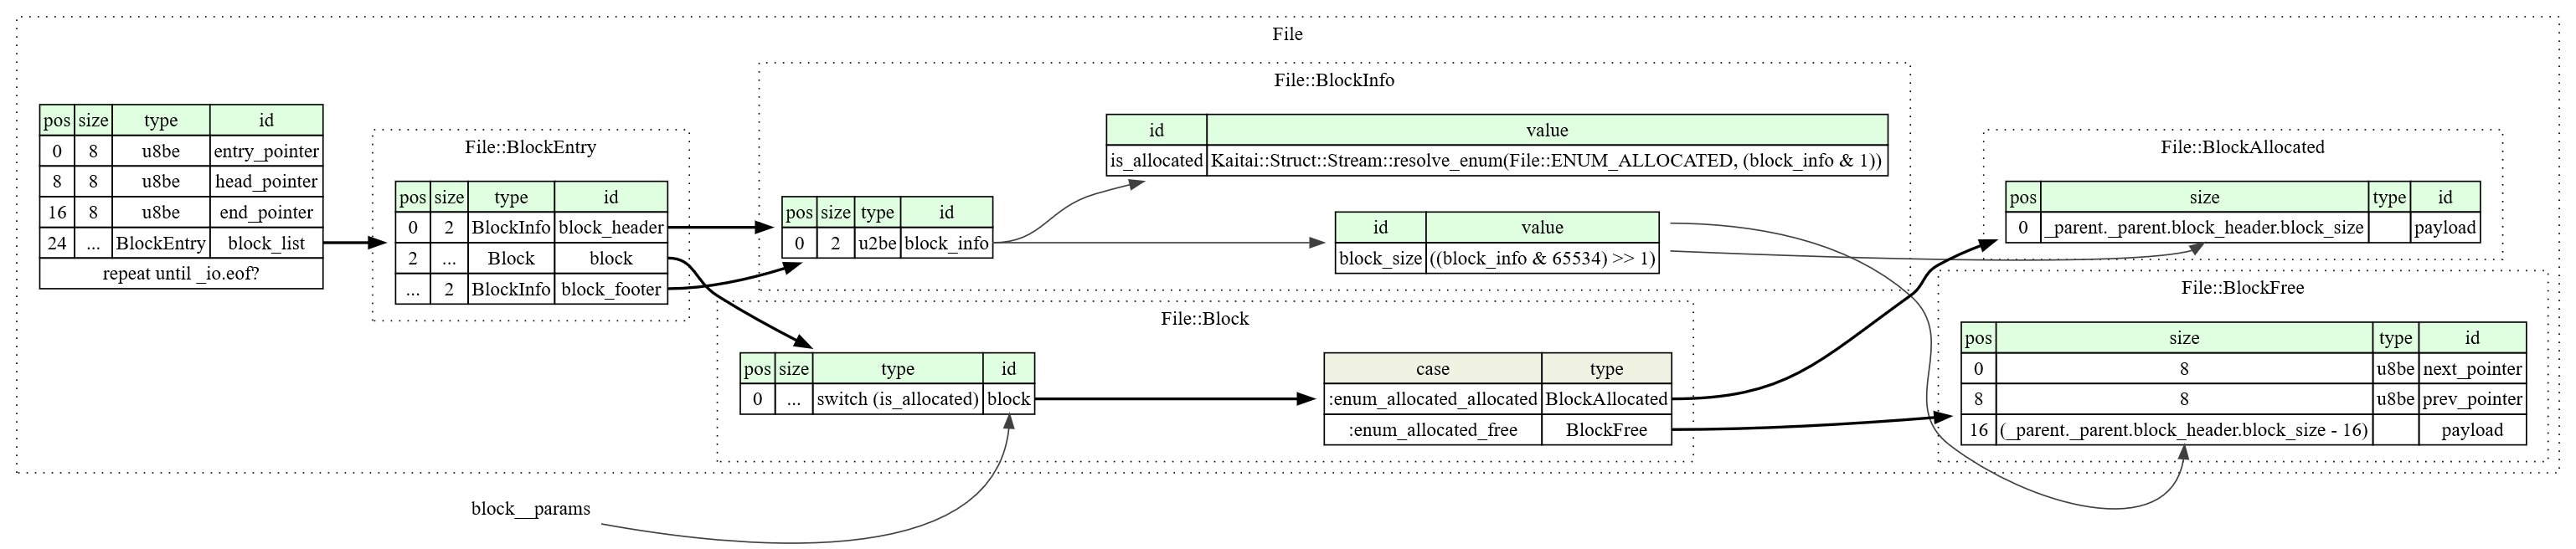 File
pos size type id
0 8 u8be entry_pointer
8 8 u8be head_pointer
16 8 u8be end_pointer
24 ... BlockEntry block_list
repeat until _io.eof?
File::BlockEntry
pos size type id
0 2 BlockInfo block_header
2 ... Block block
... 2 BlockInfo block_footer
File::BlockInfo
pos size type id
0 2 u2be block_info
id value
is_allocated Kaitai::Struct::Stream::resolve_enum(File::ENUM_ALLOCATED, (block_info & 1))
id value
block_size ((block_info & 65534) >> 1)
File::Block
pos size type id
0 ... switch (is_allocated) block
case type
:enum_allocated_allocated BlockAllocated
:enum_allocated_free BlockFree
File::BlockAllocated
pos size type id
0 _parent._parent.block_header.block_size payload
File::BlockFree
pos size type id
0 8 u8be next_pointer
8 8 u8be prev_pointer
16 (_parent._parent.block_header.block_size - 16) payload
block__params